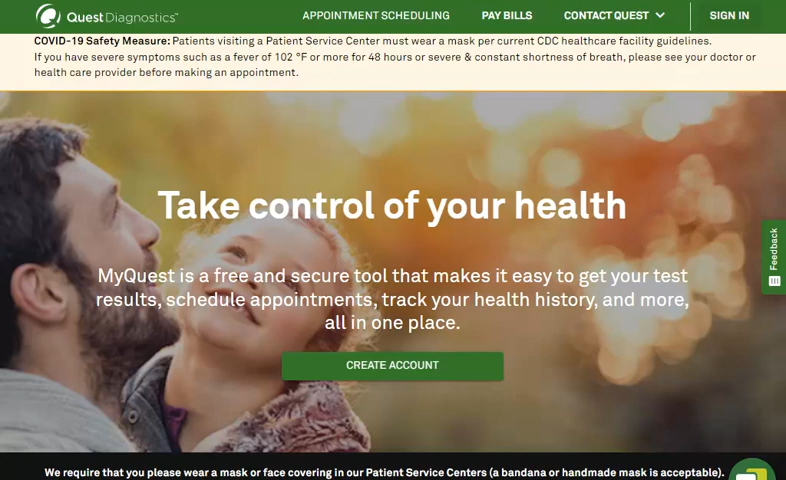 Quest Diagnostics™
APPOINTMENT SCHEDULING
PAY BILLS
CONTACT QUEST
SIGN IN
COVID-19 Safety Measure: Patients visiting a Patient Service Center must wear a mask per current CDC healthcare facility guidelines.
If you have severe symptoms such as a fever of 102 °F or more for 48 hours or severe & constant shortness of breath, please see your doctor or
health care provider before making an appointment.
Take control of your health
MyQuest is a free and secure tool that makes it easy to get your test
results, schedule appointments, track your health history, and more,
all in one place.
CREATE ACCOUNT
Feedback
We require that you please wear a mask or face covering in our Patient Service Centers (a bandana or handmade mask is acceptable).